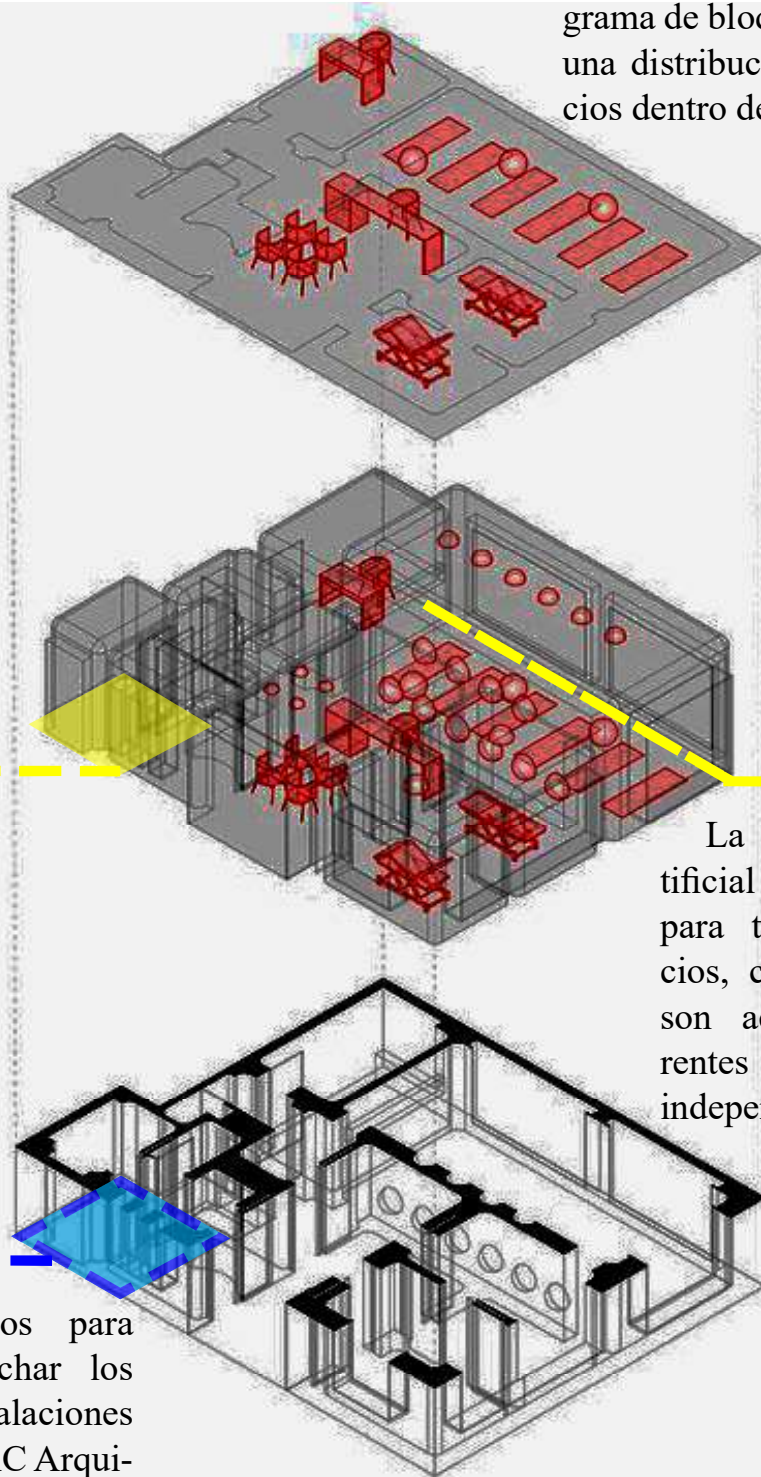 grama de bloq
una distribuc
cios dentro de
La
tificial
para t
cios, c
son ac
rentes
indepen
os para
char los
alaciones
C Arqui-